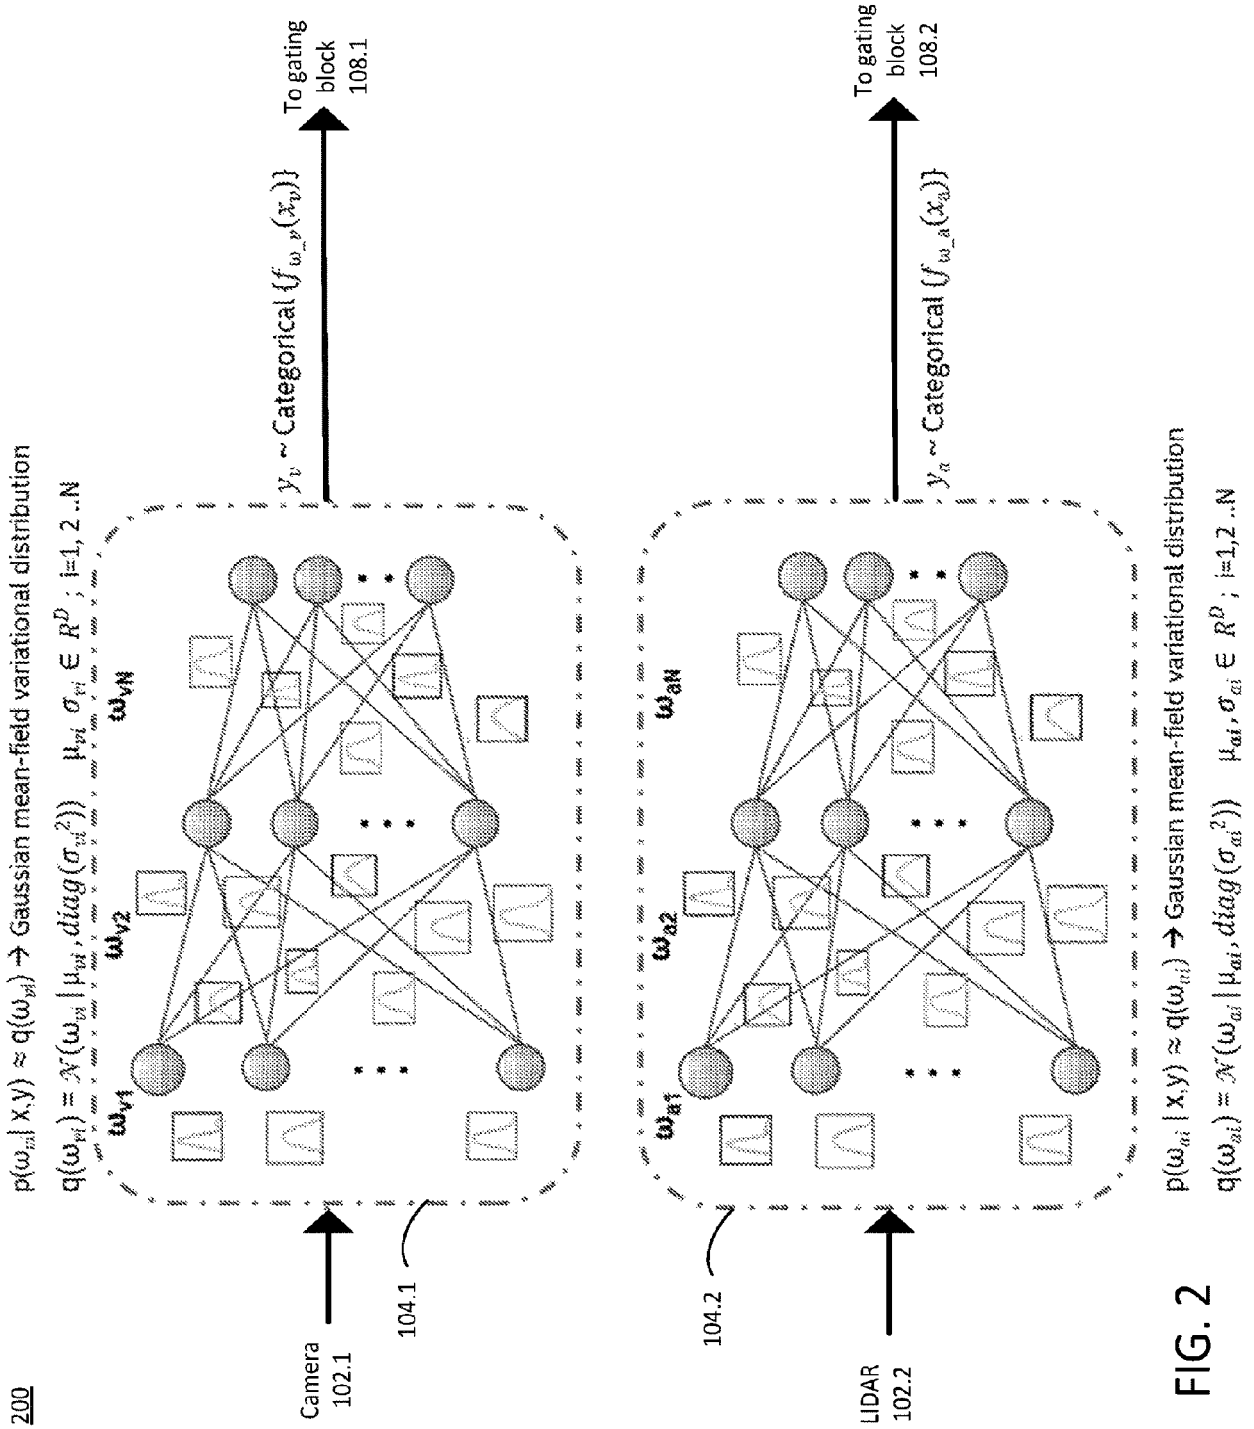 200
p(ω_vi | x,y) ≈ q(ω_vi) → Gaussian mean-field variational distribution
q(ω_vi) = 𝒩(ω_vi | μ_vi, diag(σ_vi²)) μ_vi, σ_vi ∈ R^D ; i=1, 2 ..N
ω_v1 ω_v2 ω_vN
Camera
102.1
104.1
y_v ~ Categorical {f_ω_v(x_v)}
To gating
block
108.1
ω_a1 ω_a2 ω_aN
LIDAR
102.2
104.2
y_a ~ Categorical {f_ω_a(x_a)}
To gating
block
108.2
p(ω_ai | x,y) ≈ q(ω_ai) → Gaussian mean-field variational distribution
q(ω_ai) = 𝒩(ω_ai | μ_ai, diag(σ_ai²)) μ_ai, σ_ai ∈ R^D ; i=1,2 ..N
FIG. 2